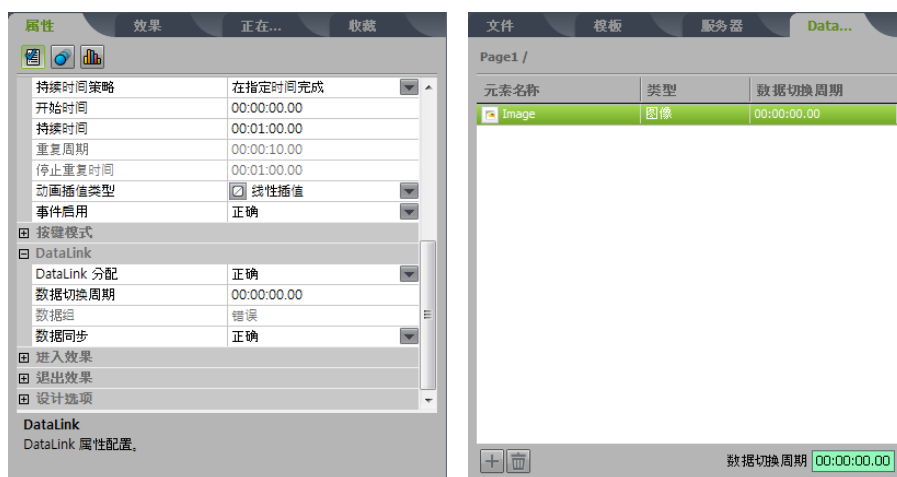 属性 效果 正在... 收藏
持续时间策略 在指定时间完成
开始时间 00:00:00.00
持续时间 00:01:00.00
重复周期 00:00:10.00
停止重复时间 00:01:00.00
动画插值类型 线性插值
事件启用 正确
按键模式
DataLink
DataLink 分配 正确
数据切换周期 00:00:00.00
数据组 错误
数据同步 正确
进入效果
退出效果
设计选项
DataLink
DataLink 属性配置。
文件 模板 服务器 Data...
Page1 /
元素名称 类型 数据切换周期
Image 图像 00:00:00.00
数据切换周期 00:00:00.00